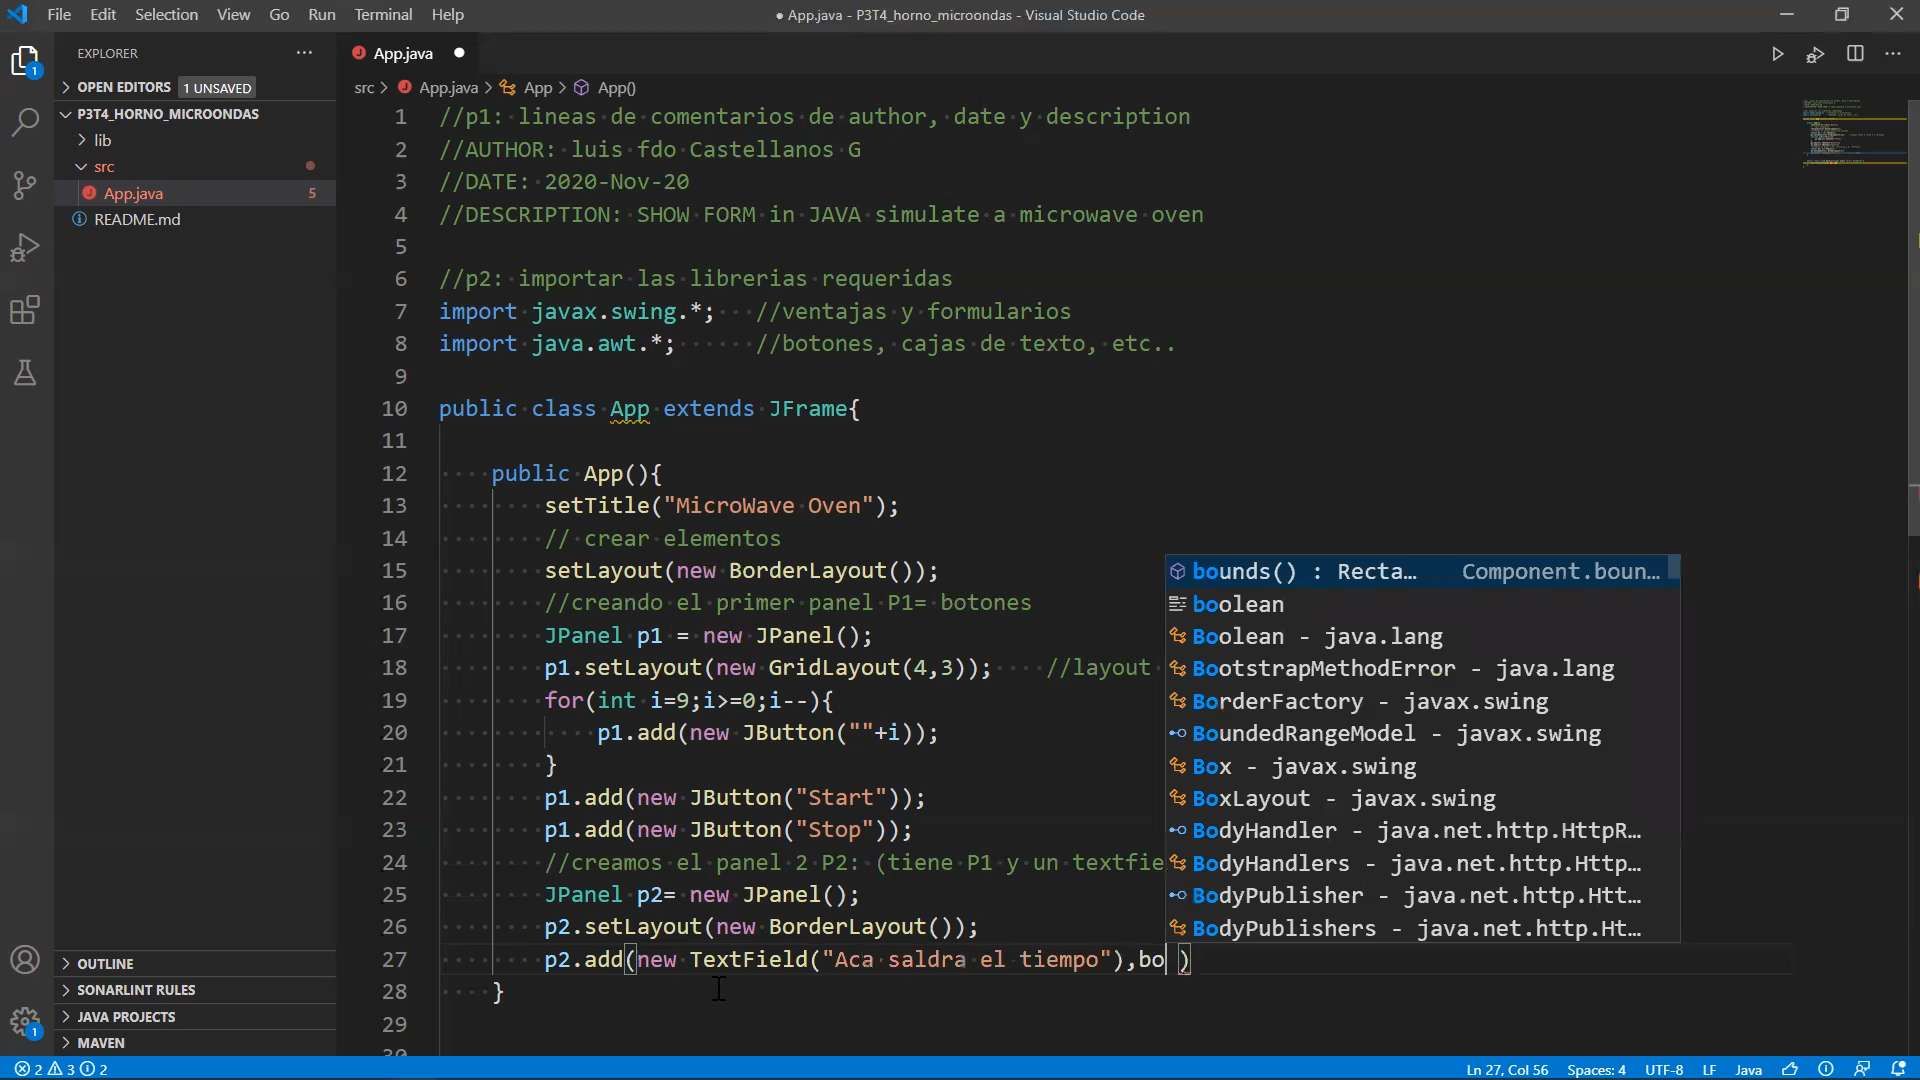 File Edit Selection View Go Run Terminal Help
● App.java - P3T4_horno_microondas - Visual Studio Code
EXPLORER
OPEN EDITORS 1 UNSAVED
P3T4_HORNO_MICROONDAS
lib
src
App.java 5
README.md
OUTLINE
SONARLINT RULES
JAVA PROJECTS
MAVEN
App.java
src > App.java > App > App()
1 //p1: lineas de comentarios de author, date y description
2 //AUTHOR: luis fdo Castellanos G
3 //DATE: 2020-Nov-20
4 //DESCRIPTION: SHOW FORM in JAVA simulate a microwave oven
5
6 //p2: importar las librerias requeridas
7 import javax.swing.*; //ventajas y formularios
8 import java.awt.*; //botones, cajas de texto, etc..
9
10 public class App extends JFrame{
11
12 public App(){
13 setTitle("MicroWave Oven");
14 // crear elementos
15 setLayout(new BorderLayout());
16 //creando el primer panel P1= botones
17 JPanel p1 = new JPanel();
18 p1.setLayout(new GridLayout(4,3)); //layout
19 for(int i=9;i>=0;i--){
20 p1.add(new JButton(""+i));
21 }
22 p1.add(new JButton("Start"));
23 p1.add(new JButton("Stop"));
24 //creamos el panel 2 P2: (tiene P1 y un textfie
25 JPanel p2= new JPanel();
26 p2.setLayout(new BorderLayout());
27 p2.add(new TextField("Aca saldra el tiempo"),bo )
28 }
29
30
bounds() : Recta... Component.boun...
boolean
Boolean - java.lang
BootstrapMethodError - java.lang
BorderFactory - javax.swing
BoundedRangeModel - javax.swing
Box - javax.swing
BoxLayout - javax.swing
BodyHandler - java.net.http.HttpR...
BodyHandlers - java.net.http.Http...
BodyPublisher - java.net.http.Htt...
BodyPublishers - java.net.http.Ht...
1
1
2 3 2
Ln 27, Col 56 Spaces: 4 UTF-8 LF Java